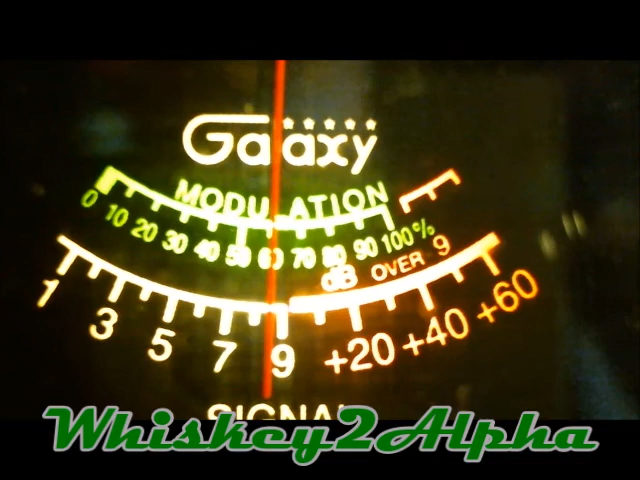 Galaxy
MODULATION
0 10 20 30 40 50 60 70 80 90 100%
dB OVER 9
1 3 5 7 9 +20 +40 +60
SIGNAL
Whiskey2Alpha